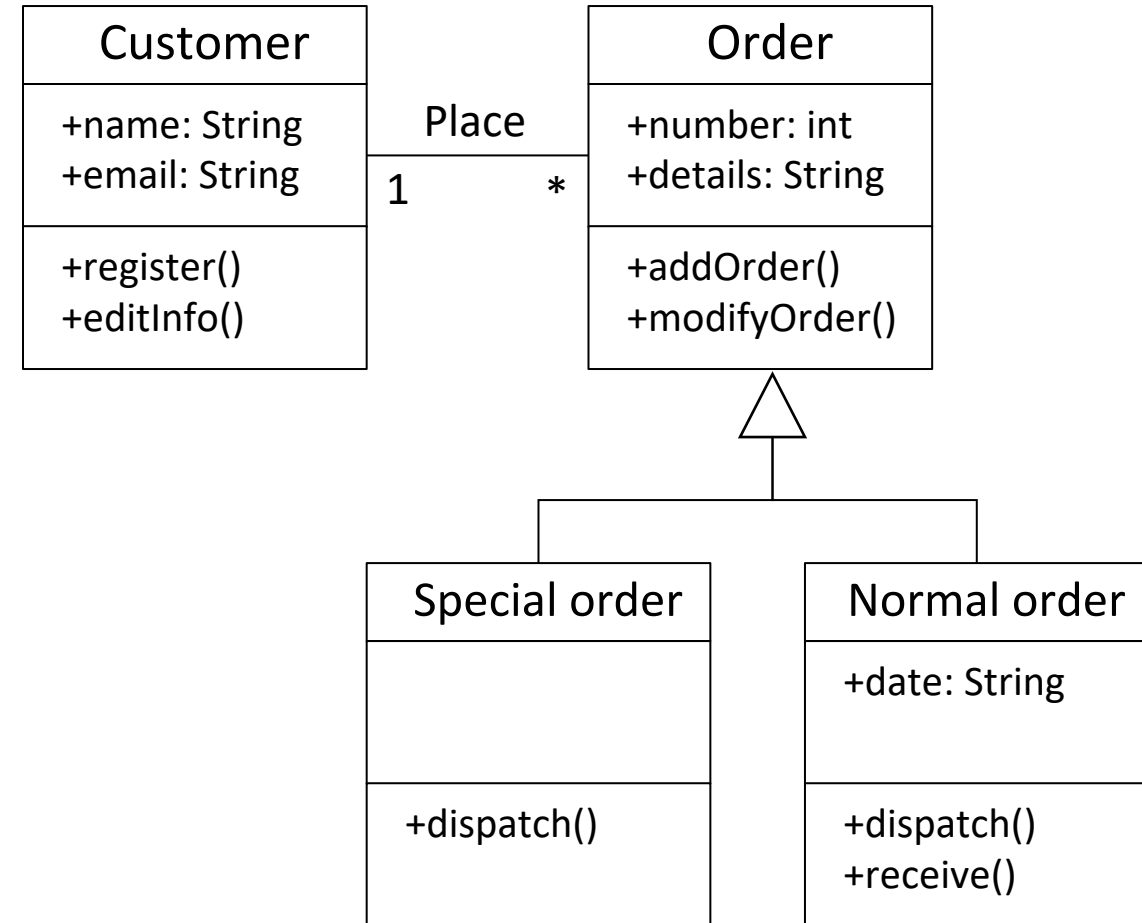 Customer
+name: String
+email: String
+register()
+editInfo()
Place
1
*
Order
+number: int
+details: String
+addOrder()
+modifyOrder()
Special order
+dispatch()
Normal order
+date: String
+dispatch()
+receive()